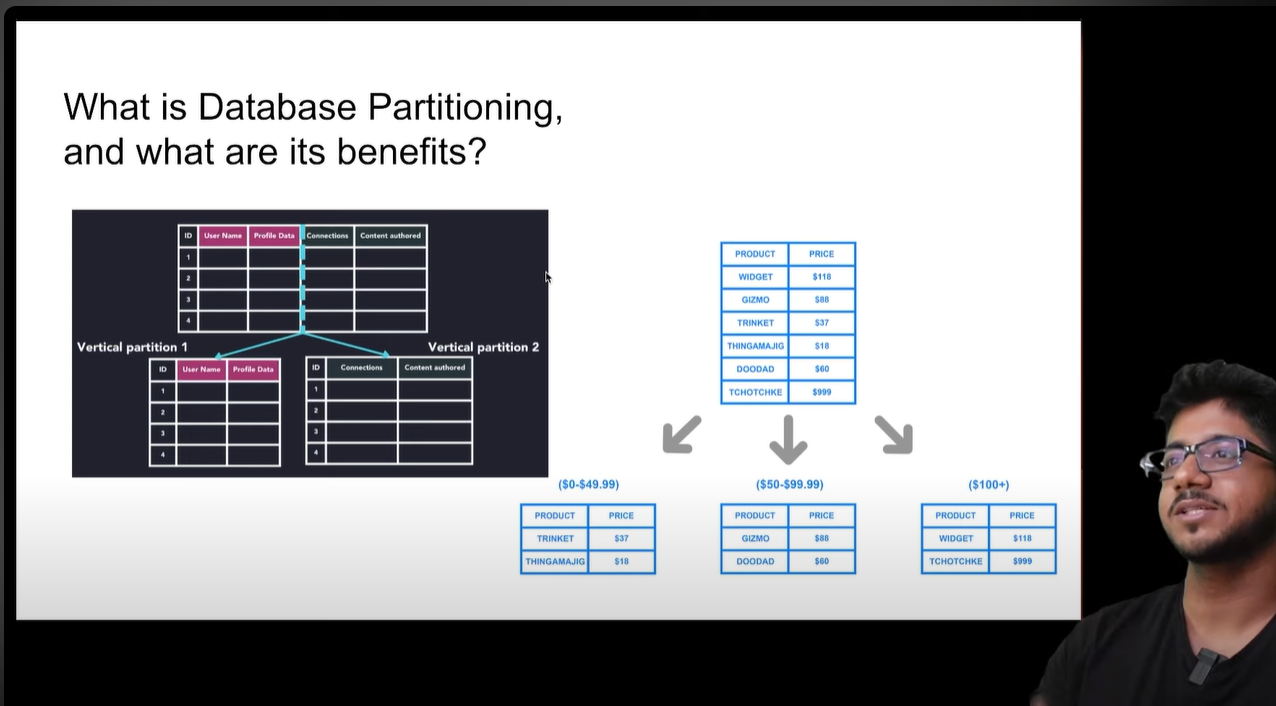 What is Database Partitioning,
and what are its benefits?
ID User Name Profile Data Connections Content authored
1
2
3
4
Vertical partition 1
Vertical partition 2
ID User Name Profile Data
1
2
3
4
ID Connections Content authored
1
2
3
4
PRODUCT PRICE
WIDGET $118
GIZMO $88
TRINKET $37
THINGAMAJIG $18
DOODAD $60
TCHOTCHKE $999
($0-$49.99)
PRODUCT PRICE
TRINKET $37
THINGAMAJIG $18
($50-$99.99)
PRODUCT PRICE
GIZMO $88
DOODAD $60
($100+)
PRODUCT PRICE
WIDGET $118
TCHOTCHKE $999